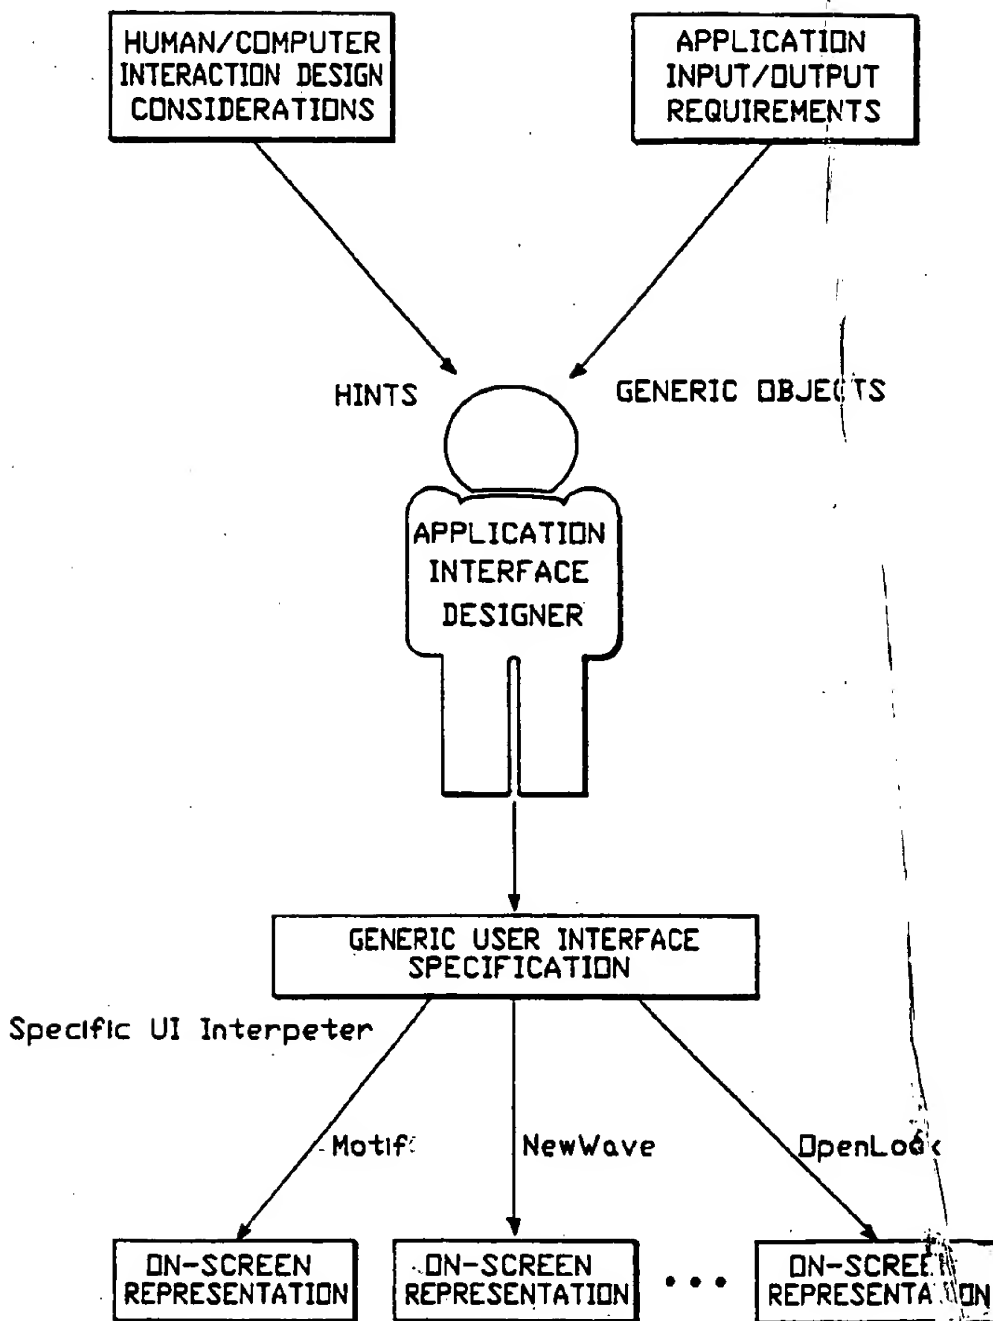 HUMAN/COMPUTER
INTERACTION DESIGN
CONSIDERATIONS
APPLICATION
INPUT/OUTPUT
REQUIREMENTS
HINTS
GENERIC OBJECTS
APPLICATION
INTERFACE
DESIGNER
GENERIC USER INTERFACE
SPECIFICATION
Specific UI Interpeter
Motif
NewWave
OpenLook
ON-SCREEN
REPRESENTATION
ON-SCREEN
REPRESENTATION
• • •
ON-SCREEN
REPRESENTATION